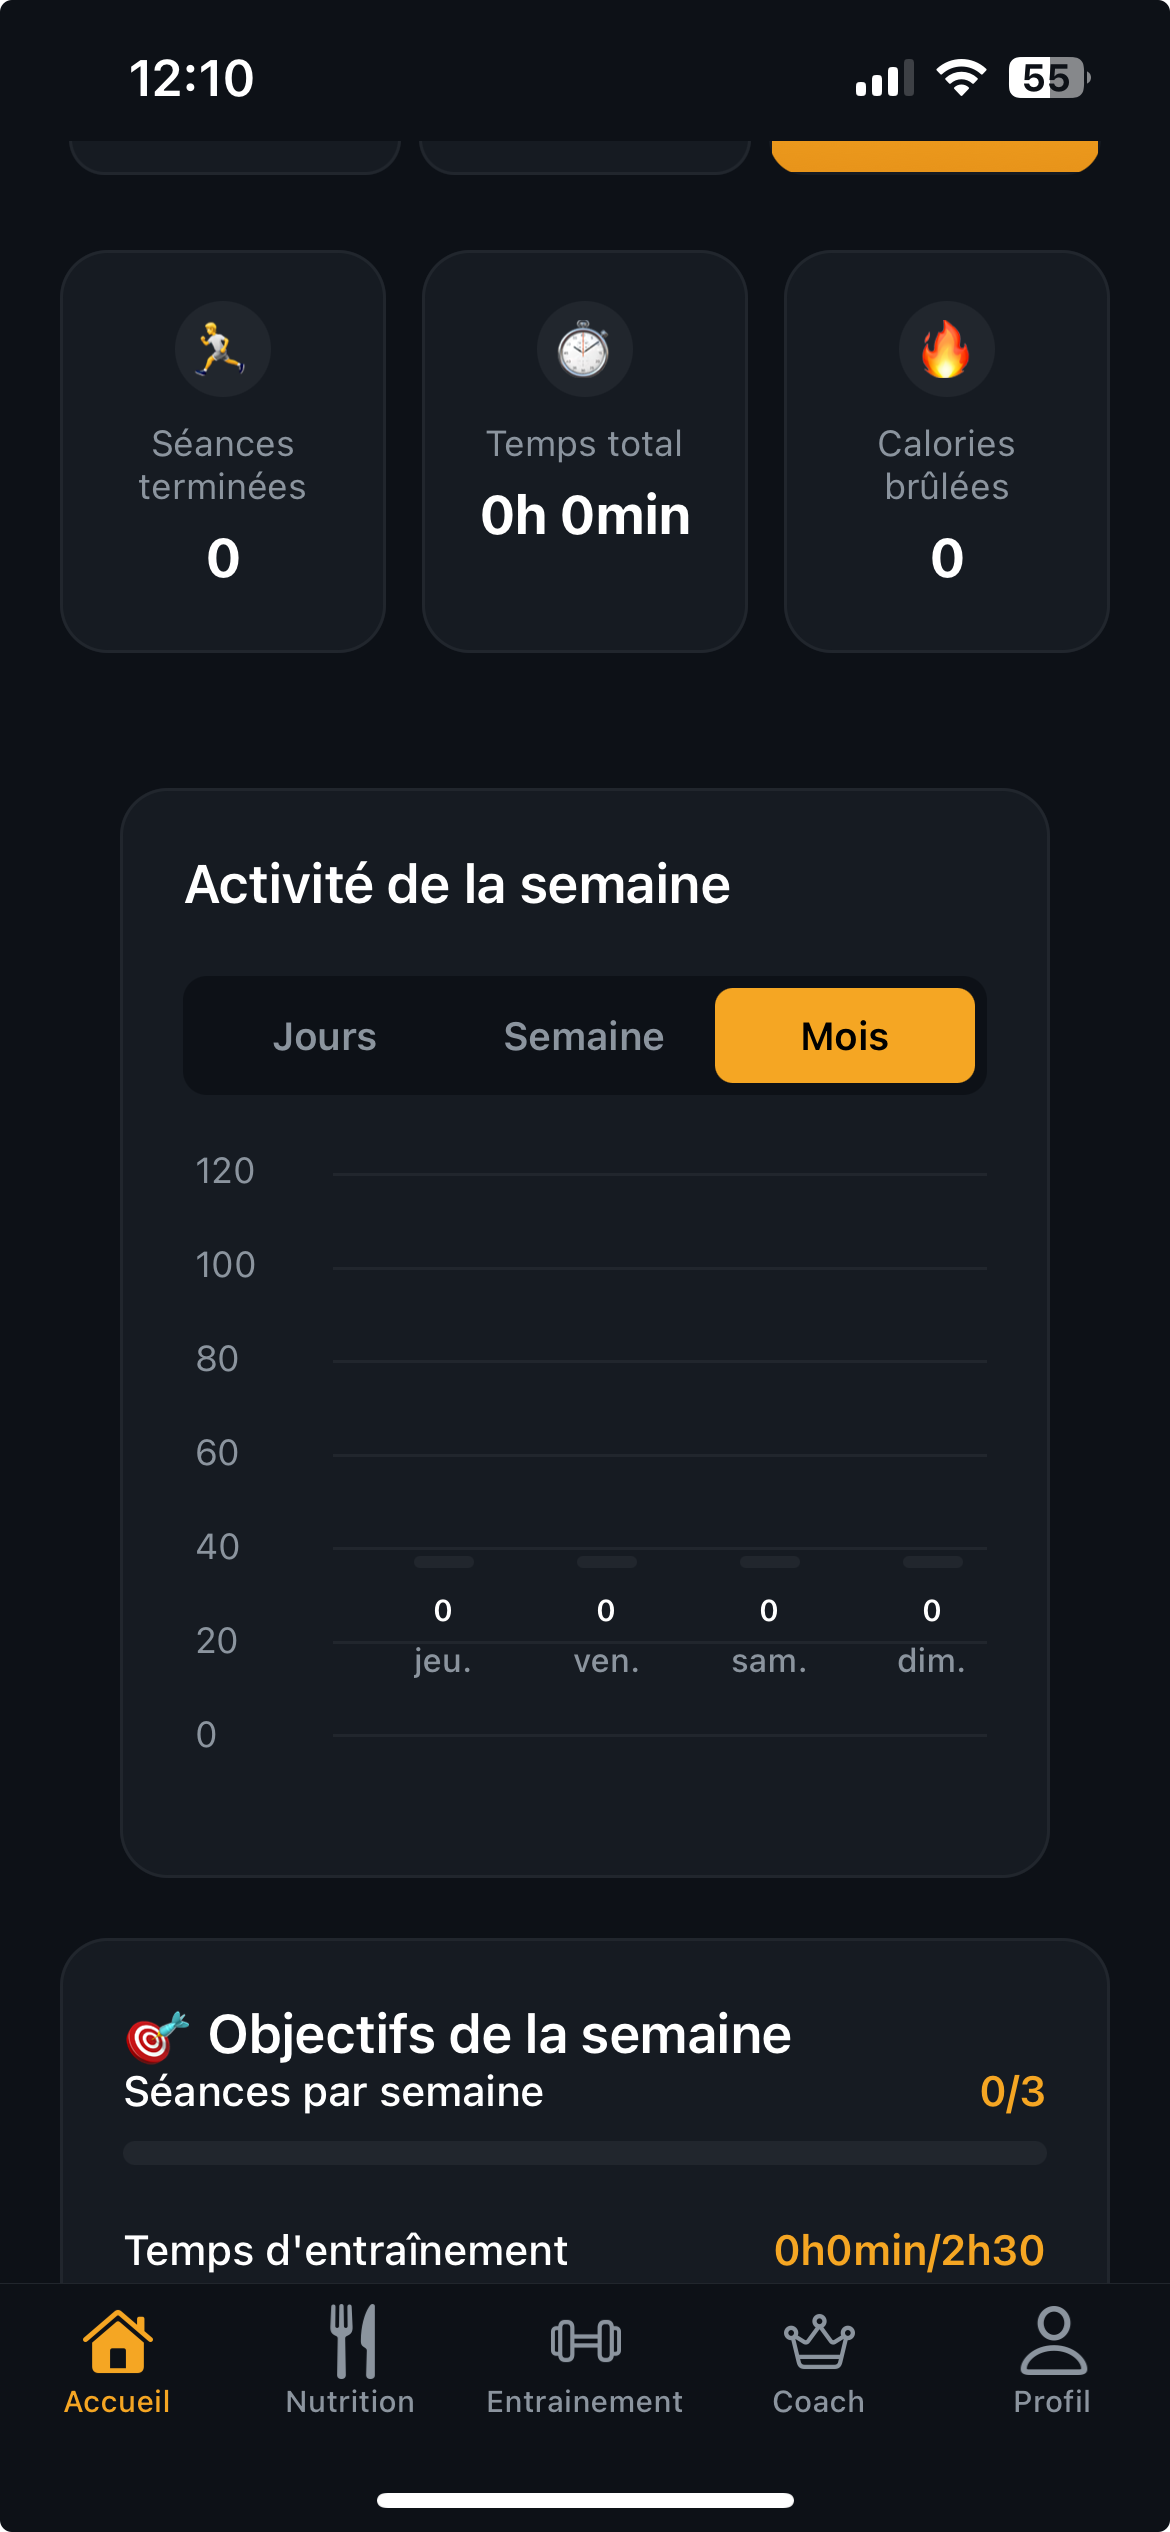 12:10
55
Séances
terminées
0
Temps total
0h 0min
Calories
brûlées
0
Activité de la semaine
Jours Semaine Mois
120
100
80
60
40
0 0 0 0
20
jeu. ven. sam. dim.
0
Objectifs de la semaine
Séances par semaine 0/3
Temps d'entraînement 0h0min/2h30
Accueil Nutrition Entrainement Coach Profil